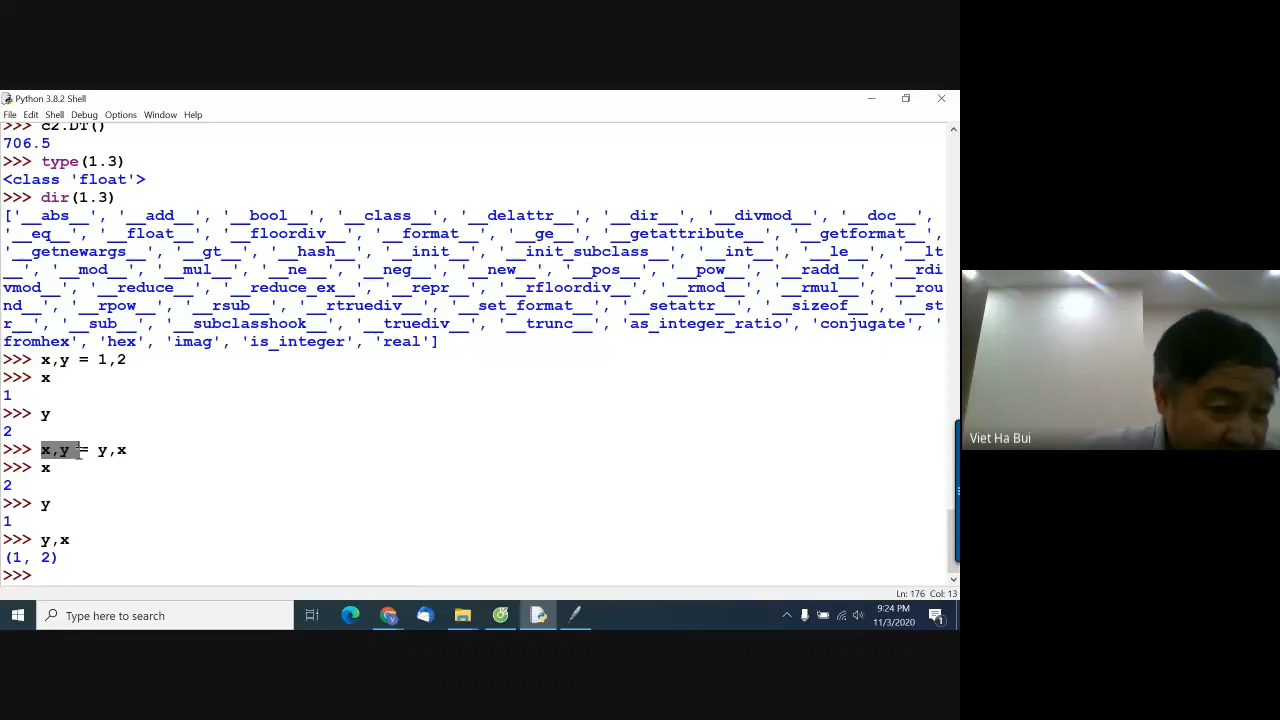 Python 3.8.2 Shell
File Edit Shell Debug Options Window Help
>>> c2.DT()
706.5
>>> type(1.3)
<class 'float'>
>>> dir(1.3)
['__abs__', '__add__', '__bool__', '__class__', '__delattr__', '__dir__', '__divmod__', '__doc__',
'__eq__', '__float__', '__floordiv__', '__format__', '__ge__', '__getattribute__', '__getformat__',
'__getnewargs__', '__gt__', '__hash__', '__init__', '__init_subclass__', '__int__', '__le__', '__lt
__', '__mod__', '__mul__', '__ne__', '__neg__', '__new__', '__pos__', '__pow__', '__radd__', '__rdi
vmod__', '__reduce__', '__reduce_ex__', '__repr__', '__rfloordiv__', '__rmod__', '__rmul__', '__rou
nd__', '__rpow__', '__rsub__', '__rtruediv__', '__set_format__', '__setattr__', '__sizeof__', '__st
r__', '__sub__', '__subclasshook__', '__truediv__', '__trunc__', 'as_integer_ratio', 'conjugate', '
fromhex', 'hex', 'imag', 'is_integer', 'real']
>>> x,y = 1,2
>>> x
1
>>> y
2
>>> x,y = y,x
>>> x
2
>>> y
1
>>> y,x
(1, 2)
>>>
Ln: 176 Col: 13
Type here to search
9:24 PM
11/3/2020
1
Viet Ha Bui